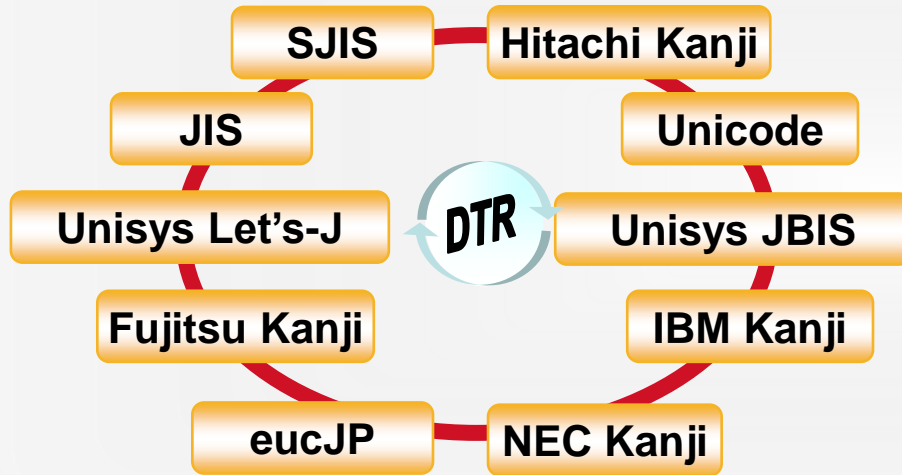 SJIS
Hitachi Kanji
JIS
Unicode
Unisys Let’s-J
DTR
Unisys JBIS
Fujitsu Kanji
IBM Kanji
eucJP
NEC Kanji